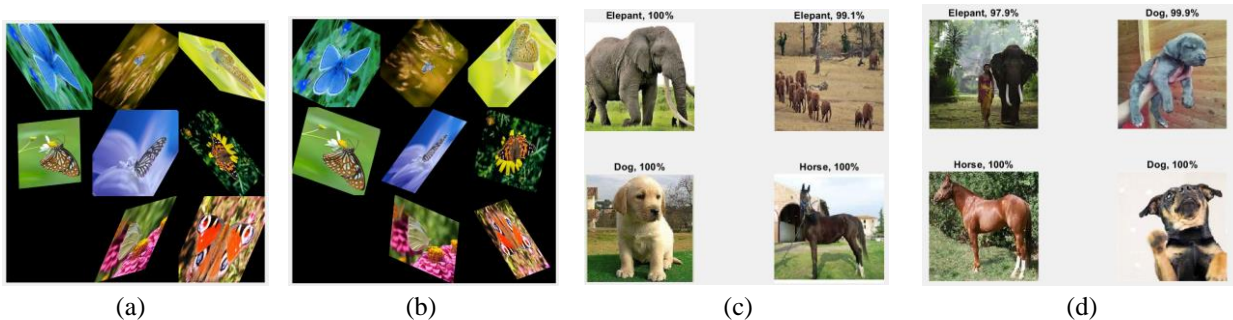 Elepant, 100%
Elepant, 99.1%
Dog, 100%
Horse, 100%
Elepant, 97.9%
Dog, 99.9%
Horse, 100%
Dog, 100%
(a)
(b)
(c)
(d)